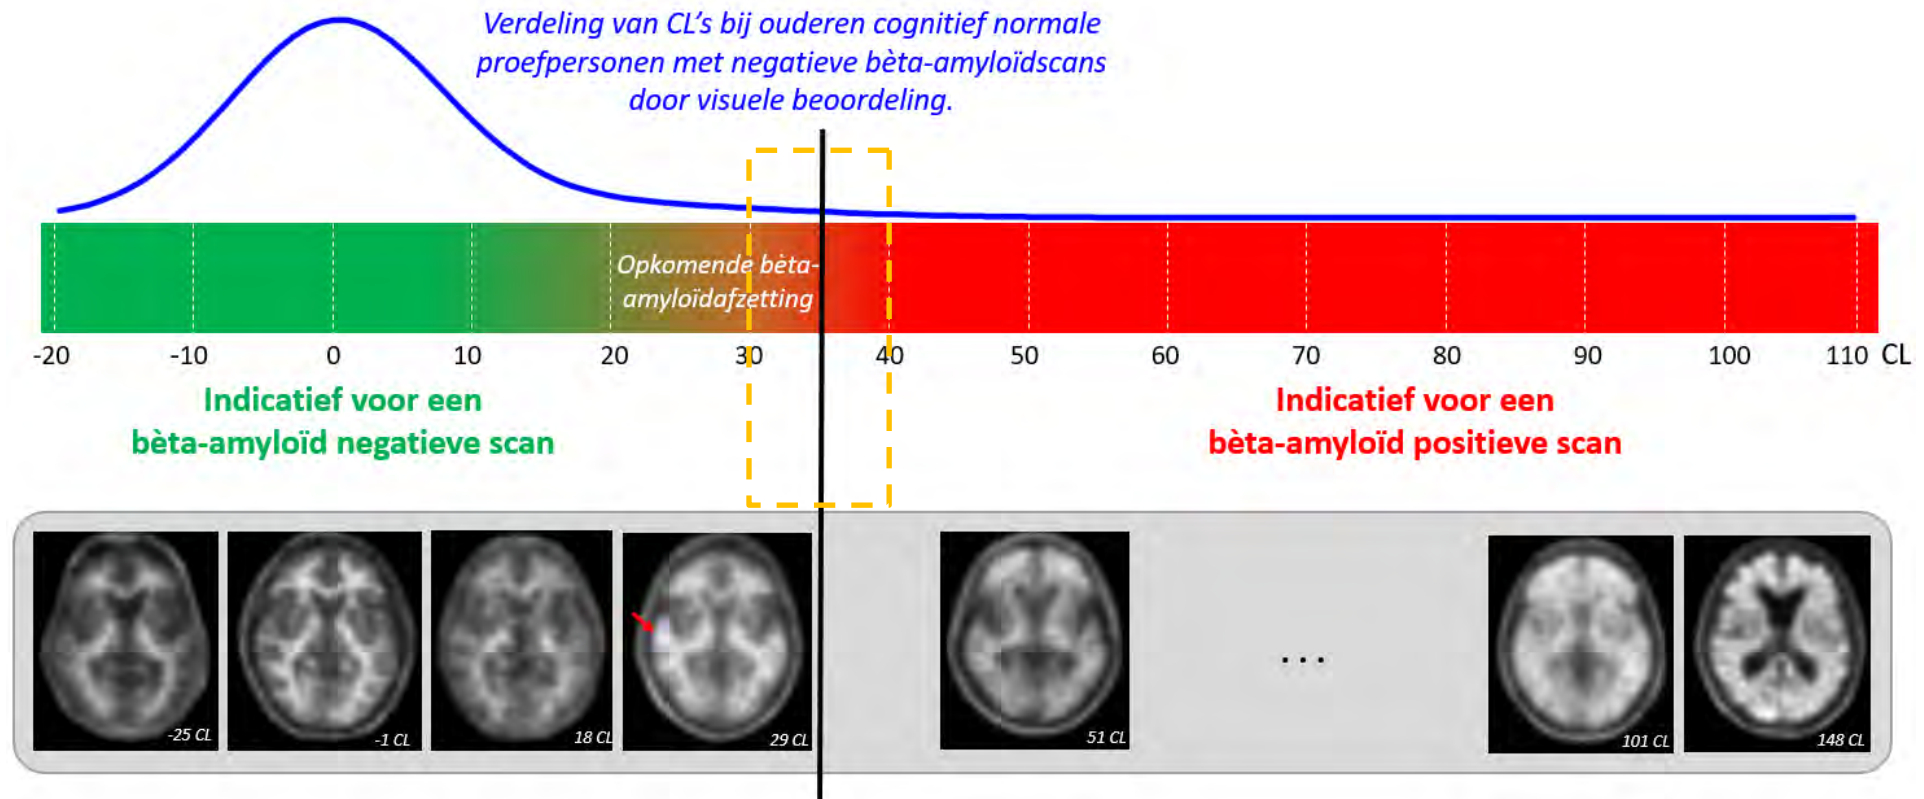 Verdeling van CL's bij ouderen cognitief normale
proefpersonen met negatieve bèta-amyloïdscans
door visuele beoordeling.
Opkomende bèta-
amyloïdafzetting
-20 -10 0 10 20 30 40 50 60 70 80 90 100 110 CL
Indicatief voor een
bèta-amyloïd negatieve scan
Indicatief voor een
bèta-amyloïd positieve scan
-25 CL
-1 CL
18 CL
29 CL
51 CL
...
101 CL
148 CL